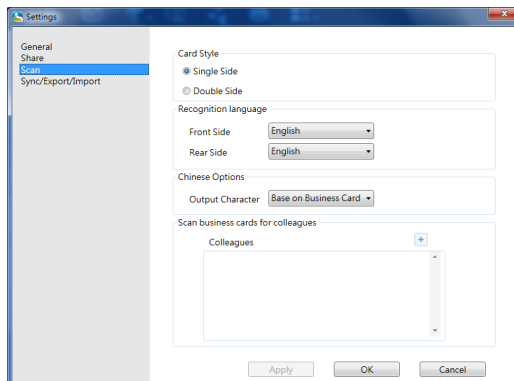 Settings
General
Share
Scan
Sync/Export/Import
Card Style
Single Side
Double Side
Recognition language
Front Side English
Rear Side English
Chinese Options
Output Character Base on Business Card
Scan business cards for colleagues
Colleagues +
Apply OK Cancel